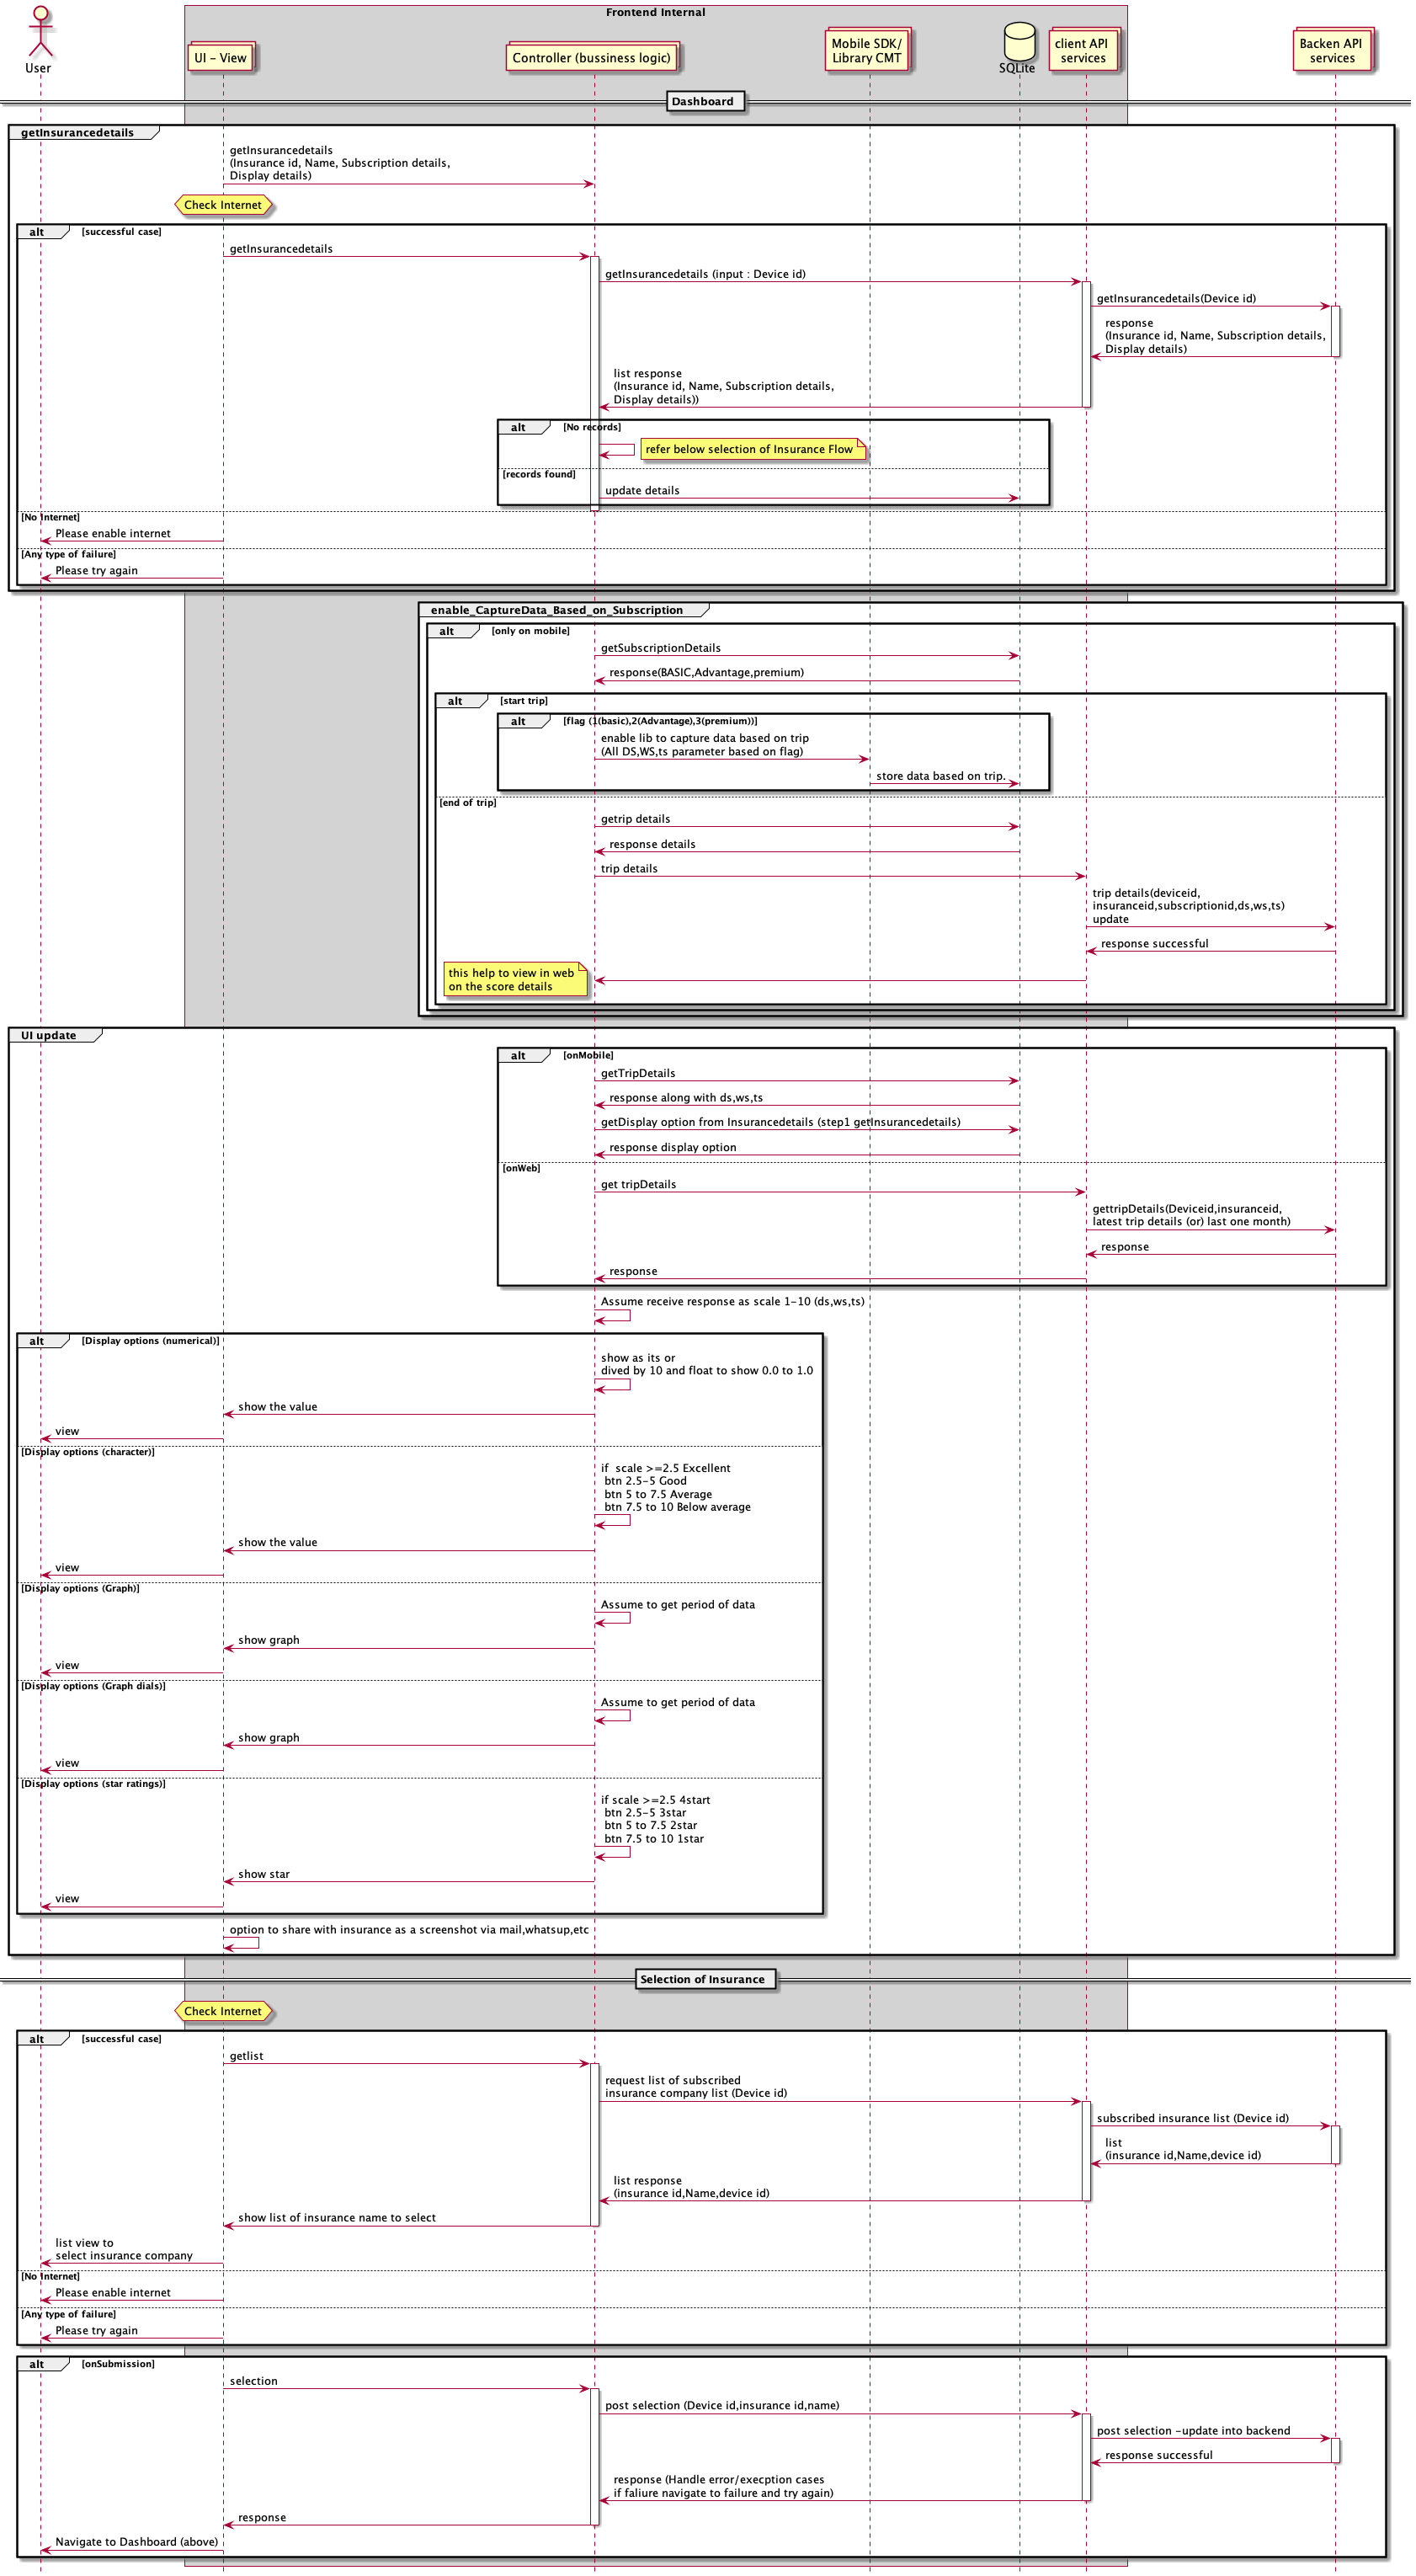 Frontend Internal
User
UI - View
Controller (bussiness logic)
Mobile SDK/
Library CMT
SQLite
client API
services
Backen API
services
Dashboard
getInsurancedetails
getInsurancedetails
(Insurance id, Name, Subscription details,
Display details)
Check Internet
alt
[successful case]
getInsurancedetails
getInsurancedetails (input : Device id)
getInsurancedetails(Device id)
response
(Insurance id, Name, Subscription details,
Display details)
list response
(Insurance id, Name, Subscription details,
Display details))
alt
[No records]
refer below selection of Insurance Flow
[records found]
update details
[No Internet]
Please enable internet
[Any type of failure]
Please try again
enable_CaptureData_Based_on_Subscription
alt
[only on mobile]
getSubscriptionDetails
response(BASIC,Advantage,premium)
alt
[start trip]
alt
[flag (1(basic),2(Advantage),3(premium))]
enable lib to capture data based on trip
(All DS,WS,ts parameter based on flag)
store data based on trip.
[end of trip]
getrip details
response details
trip details
trip details(deviceid,
insuranceid,subscriptionid,ds,ws,ts)
update
response successful
this help to view in web
on the score details
UI update
alt
[onMobile]
getTripDetails
response along with ds,ws,ts
getDisplay option from Insurancedetails (step1 getInsurancedetails)
response display option
[onWeb]
get tripDetails
gettripDetails(Deviceid,insuranceid,
latest trip details (or) last one month)
response
response
Assume receive response as scale 1-10 (ds,ws,ts)
alt
[Display options (numerical)]
show as its or
dived by 10 and float to show 0.0 to 1.0
show the value
view
[Display options (character)]
if  scale >=2.5 Excellent
btn 2.5-5 Good
btn 5 to 7.5 Average
btn 7.5 to 10 Below average
show the value
view
[Display options (Graph)]
Assume to get period of data
show graph
view
[Display options (Graph dials)]
Assume to get period of data
show graph
view
[Display options (star ratings)]
if scale >=2.5 4start
btn 2.5-5 3star
btn 5 to 7.5 2star
btn 7.5 to 10 1star
show star
view
option to share with insurance as a screenshot via mail,whatsup,etc
Selection of Insurance
Check Internet
alt
[successful case]
getlist
request list of subscribed
insurance company list (Device id)
subscribed insurance list (Device id)
list
(insurance id,Name,device id)
list response
(insurance id,Name,device id)
show list of insurance name to select
list view to
select insurance company
[No Internet]
Please enable internet
[Any type of failure]
Please try again
alt
[onSubmission]
selection
post selection (Device id,insurance id,name)
post selection -update into backend
response successful
response (Handle error/execption cases
if faliure navigate to failure and try again)
response
Navigate to Dashboard (above)